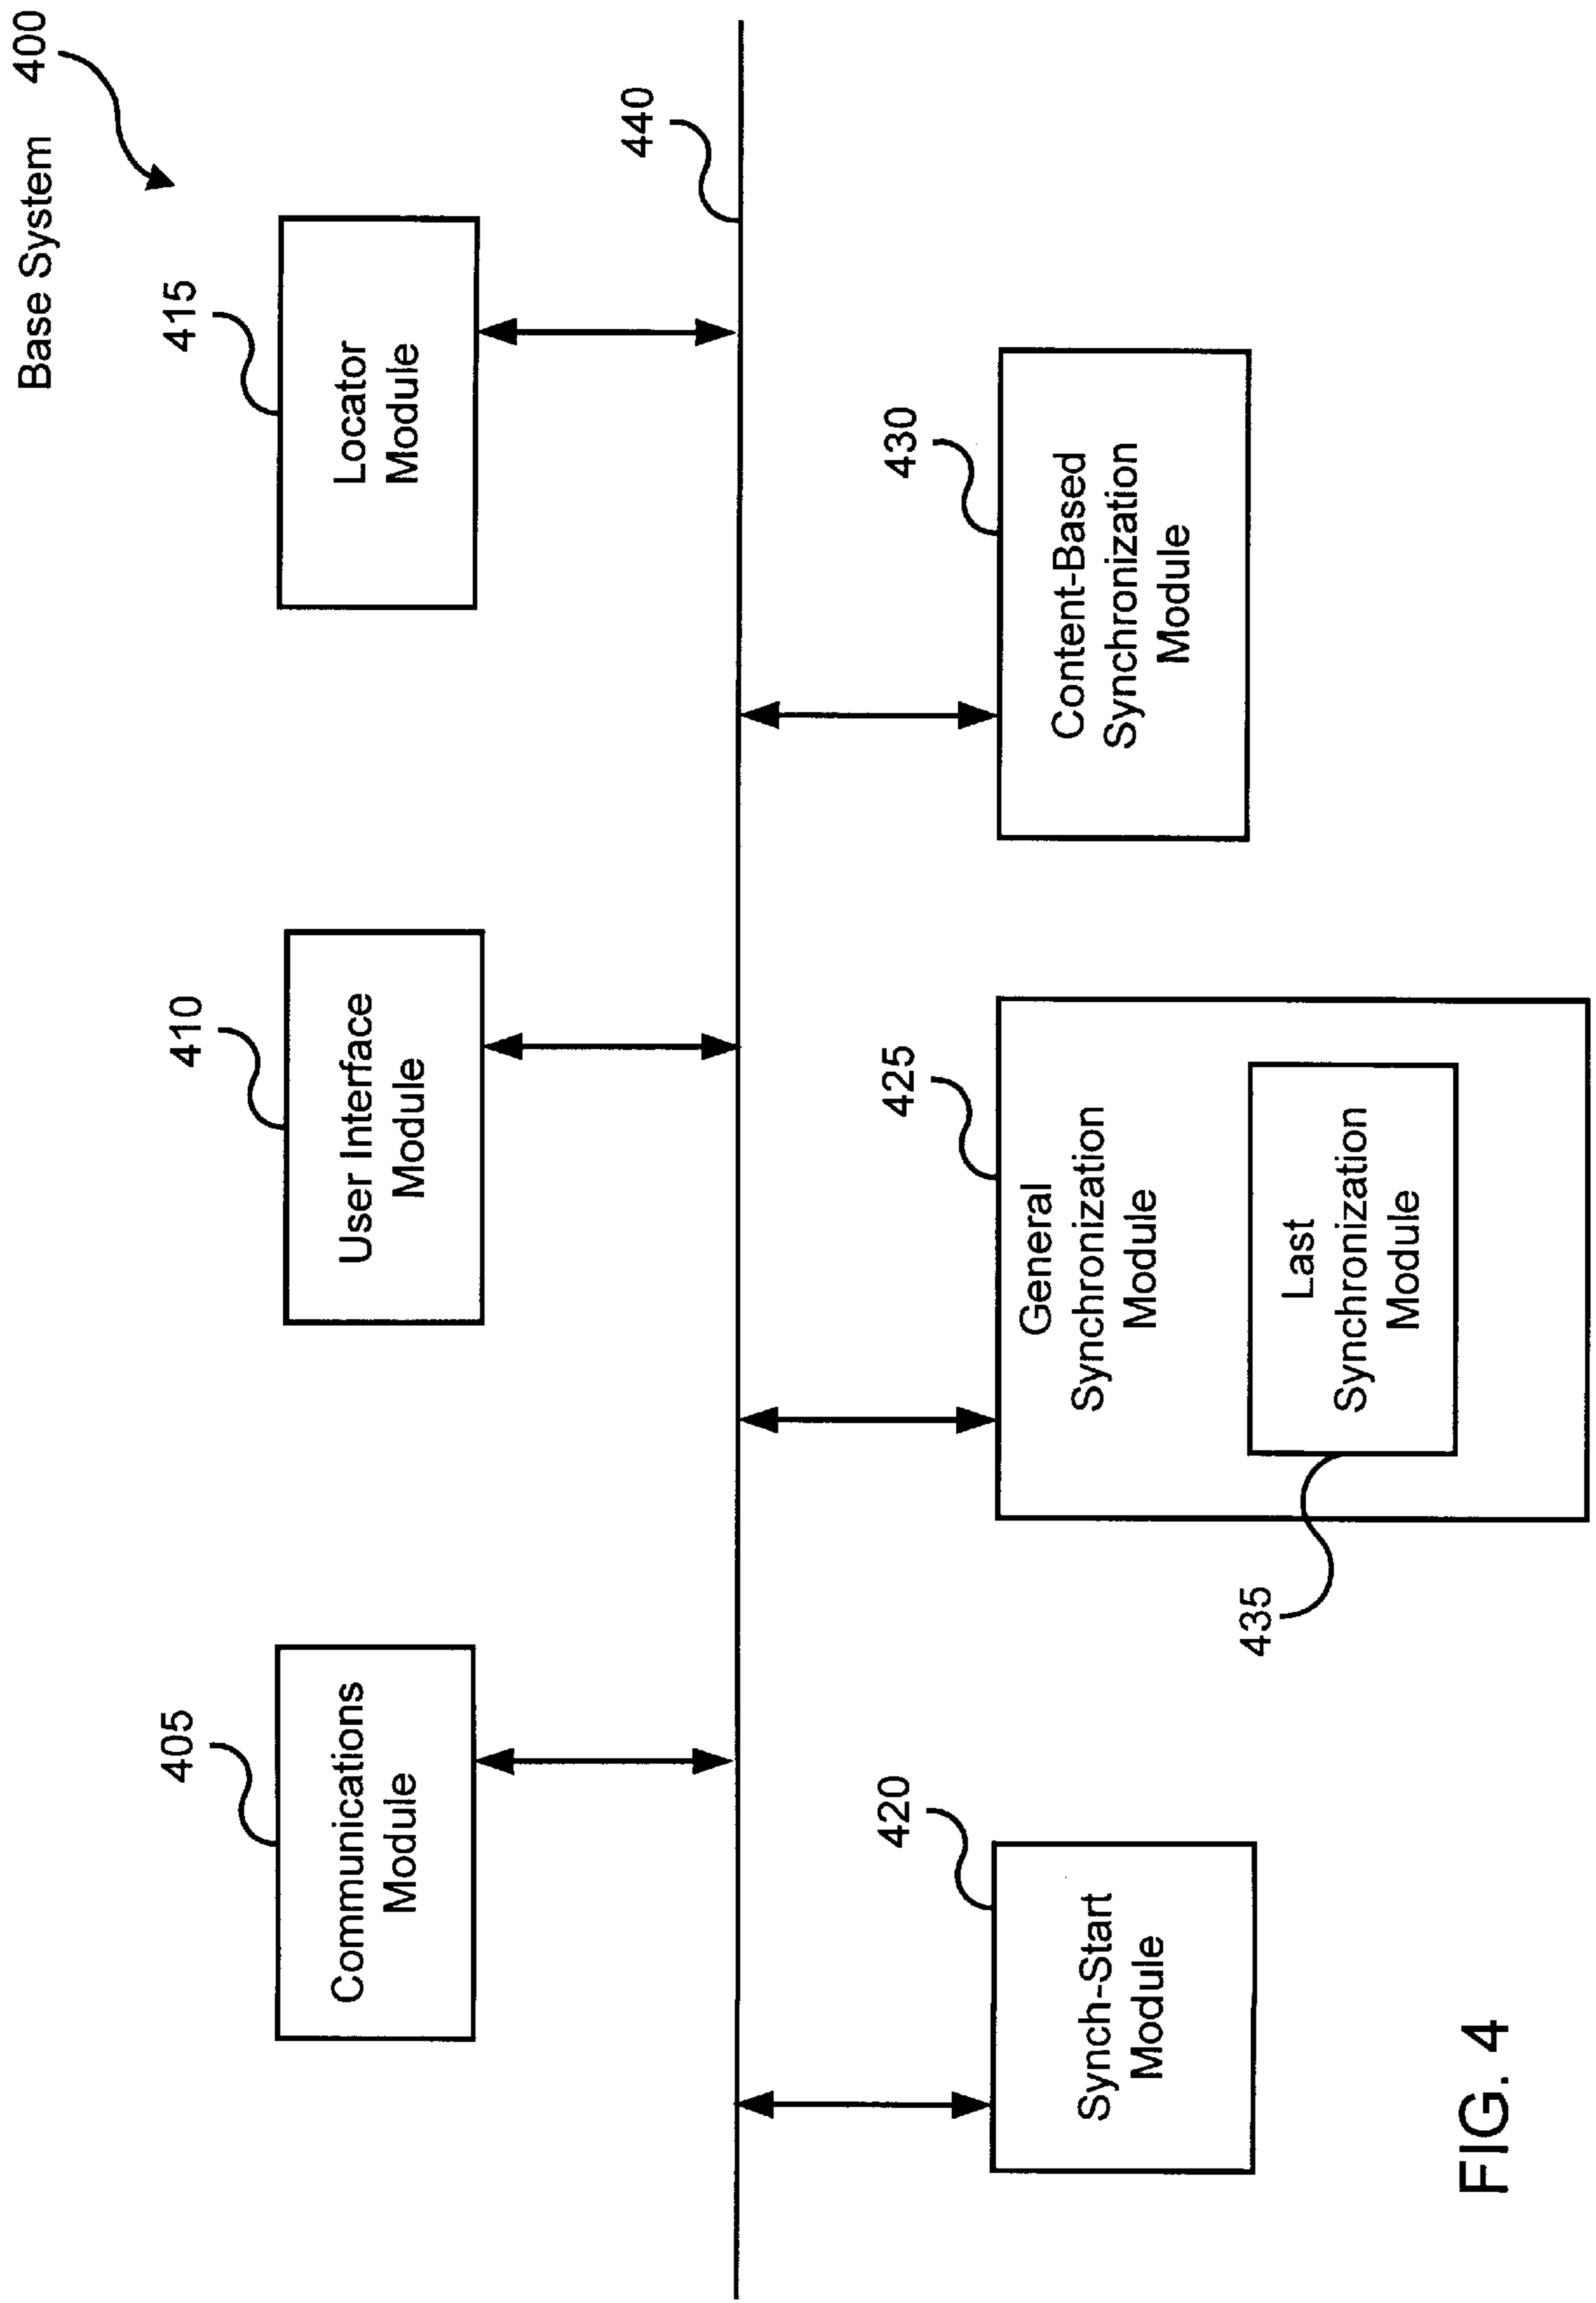 Base System 400
405
Communications
Module
410
User Interface
Module
415
Locator
Module
440
420
Synch-Start
Module
425
General
Synchronization
Module
435
Last
Synchronization
Module
430
Content-Based
Synchronization
Module
FIG. 4